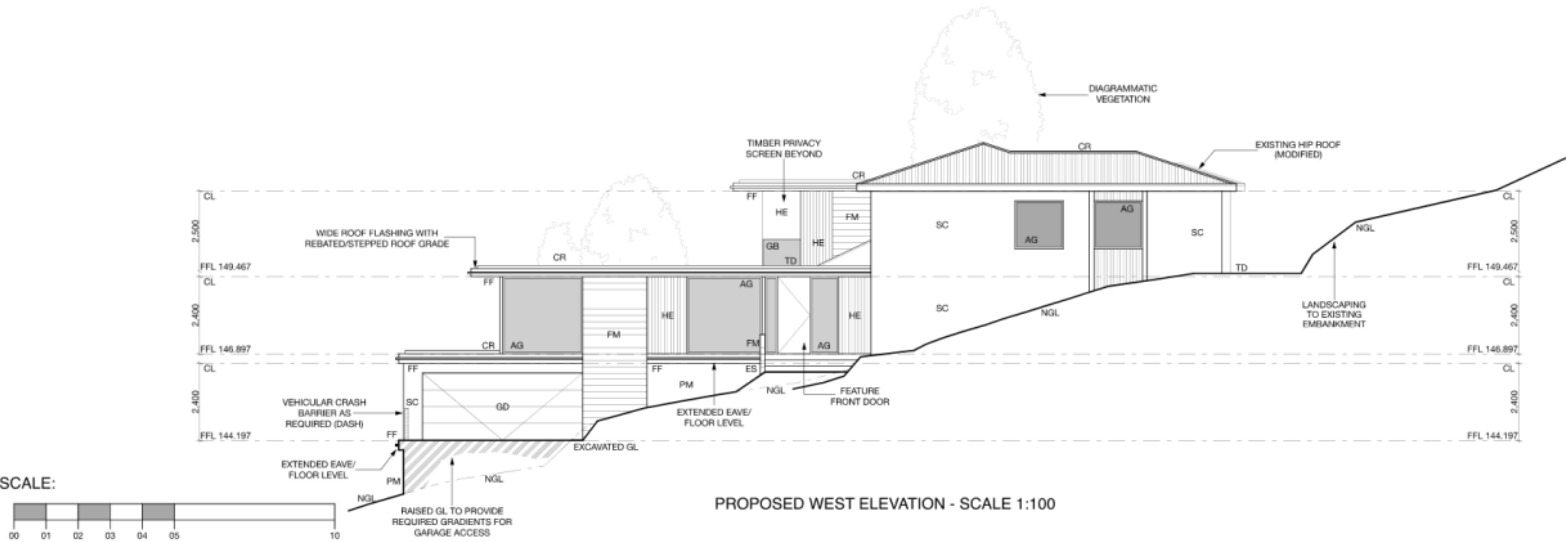 DIAGRAMMATIC
VEGETATION
TIMBER PRIVACY
SCREEN BEYOND
CR
EXISTING HIP ROOF
(MODIFIED)
CR
CL
FF
HE
FM
AG
CL
2,500
WIDE ROOF FLASHING WITH
REBATED/STEPPED ROOF GRADE
SC
AG
SC
NGL
2,500
GB
HE
CR
TD
FFL 149.467
TD
FFL 149.467
CL
FF
AG
CL
2,400
HE
SC
NGL
LANDSCAPING
TO EXISTING
EMBANKMENT
2,400
FM
HE
CR
AG
FM
AG
FFL 146.897
FFL 146.897
CL
FF
FF
ES
CL
2,400
PM
NGL
FEATURE
FRONT DOOR
2,400
VEHICULAR CRASH
BARRIER AS
REQUIRED (DASH)
SC
GD
EXTENDED EAVE/
FLOOR LEVEL
FFL 144.197
FF
FFL 144.197
EXCAVATED GL
EXTENDED EAVE/
FLOOR LEVEL
PM
NGL
NGL
RAISED GL TO PROVIDE
REQUIRED GRADIENTS FOR
GARAGE ACCESS
SCALE:
00 01 02 03 04 05 10
PROPOSED WEST ELEVATION - SCALE 1:100